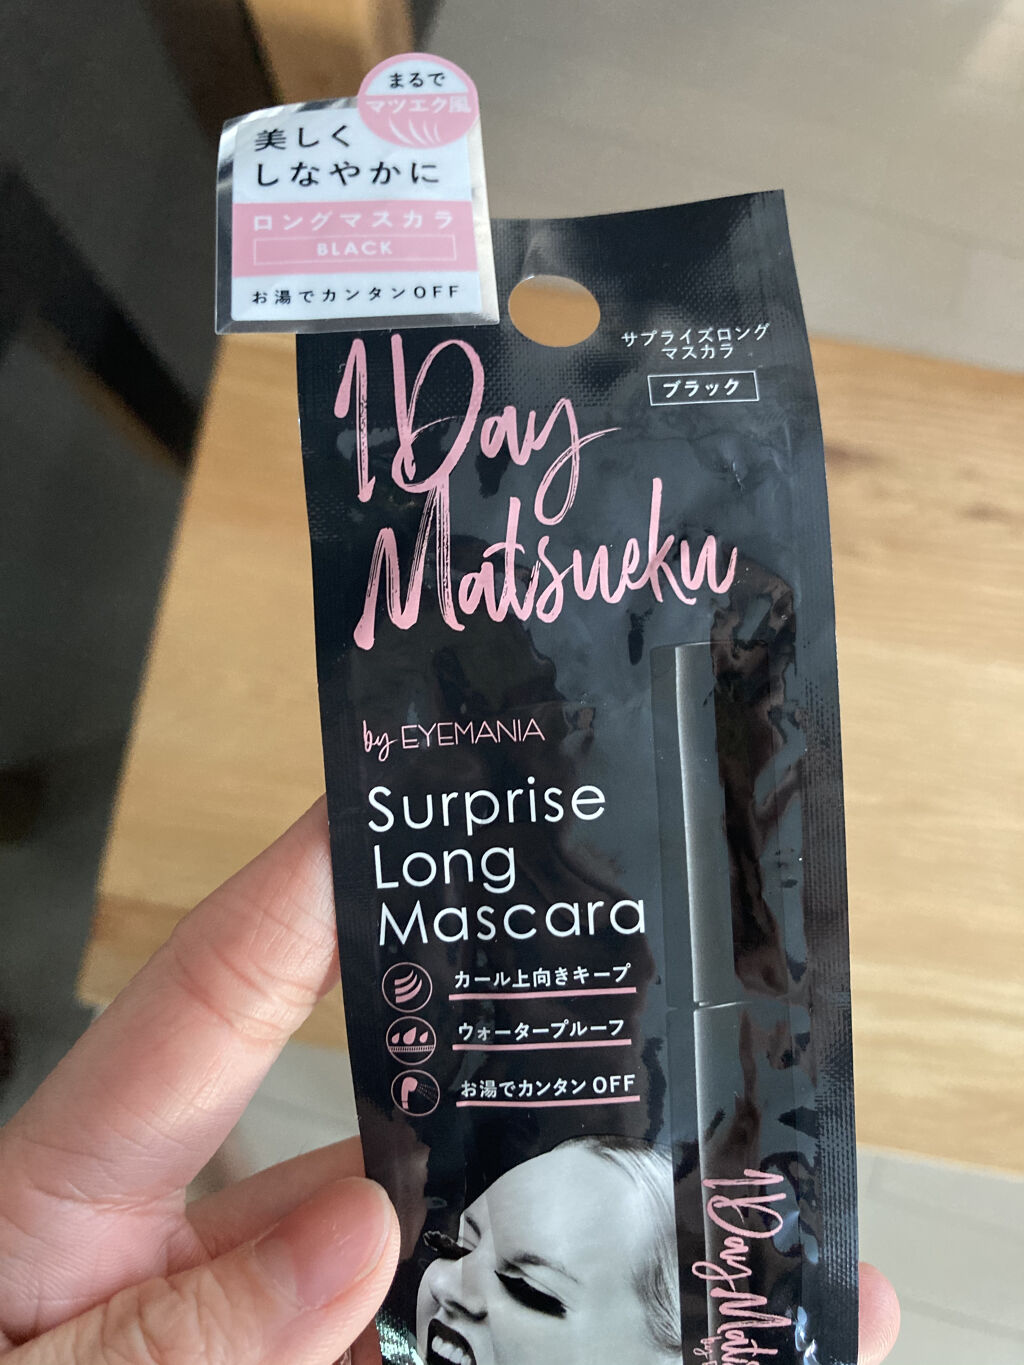 まるで
マツエク風
美しく
しなやかに
ロングマスカラ
BLACK
お湯でカンタンOFF
サプライズロング
マスカラ
ブラック
1Day
Matsueku
by EYEMANIA
Surprise
Long
Mascara
カール上向きキープ
ウォータープルーフ
お湯でカンタンOFF
1Day Mats
by